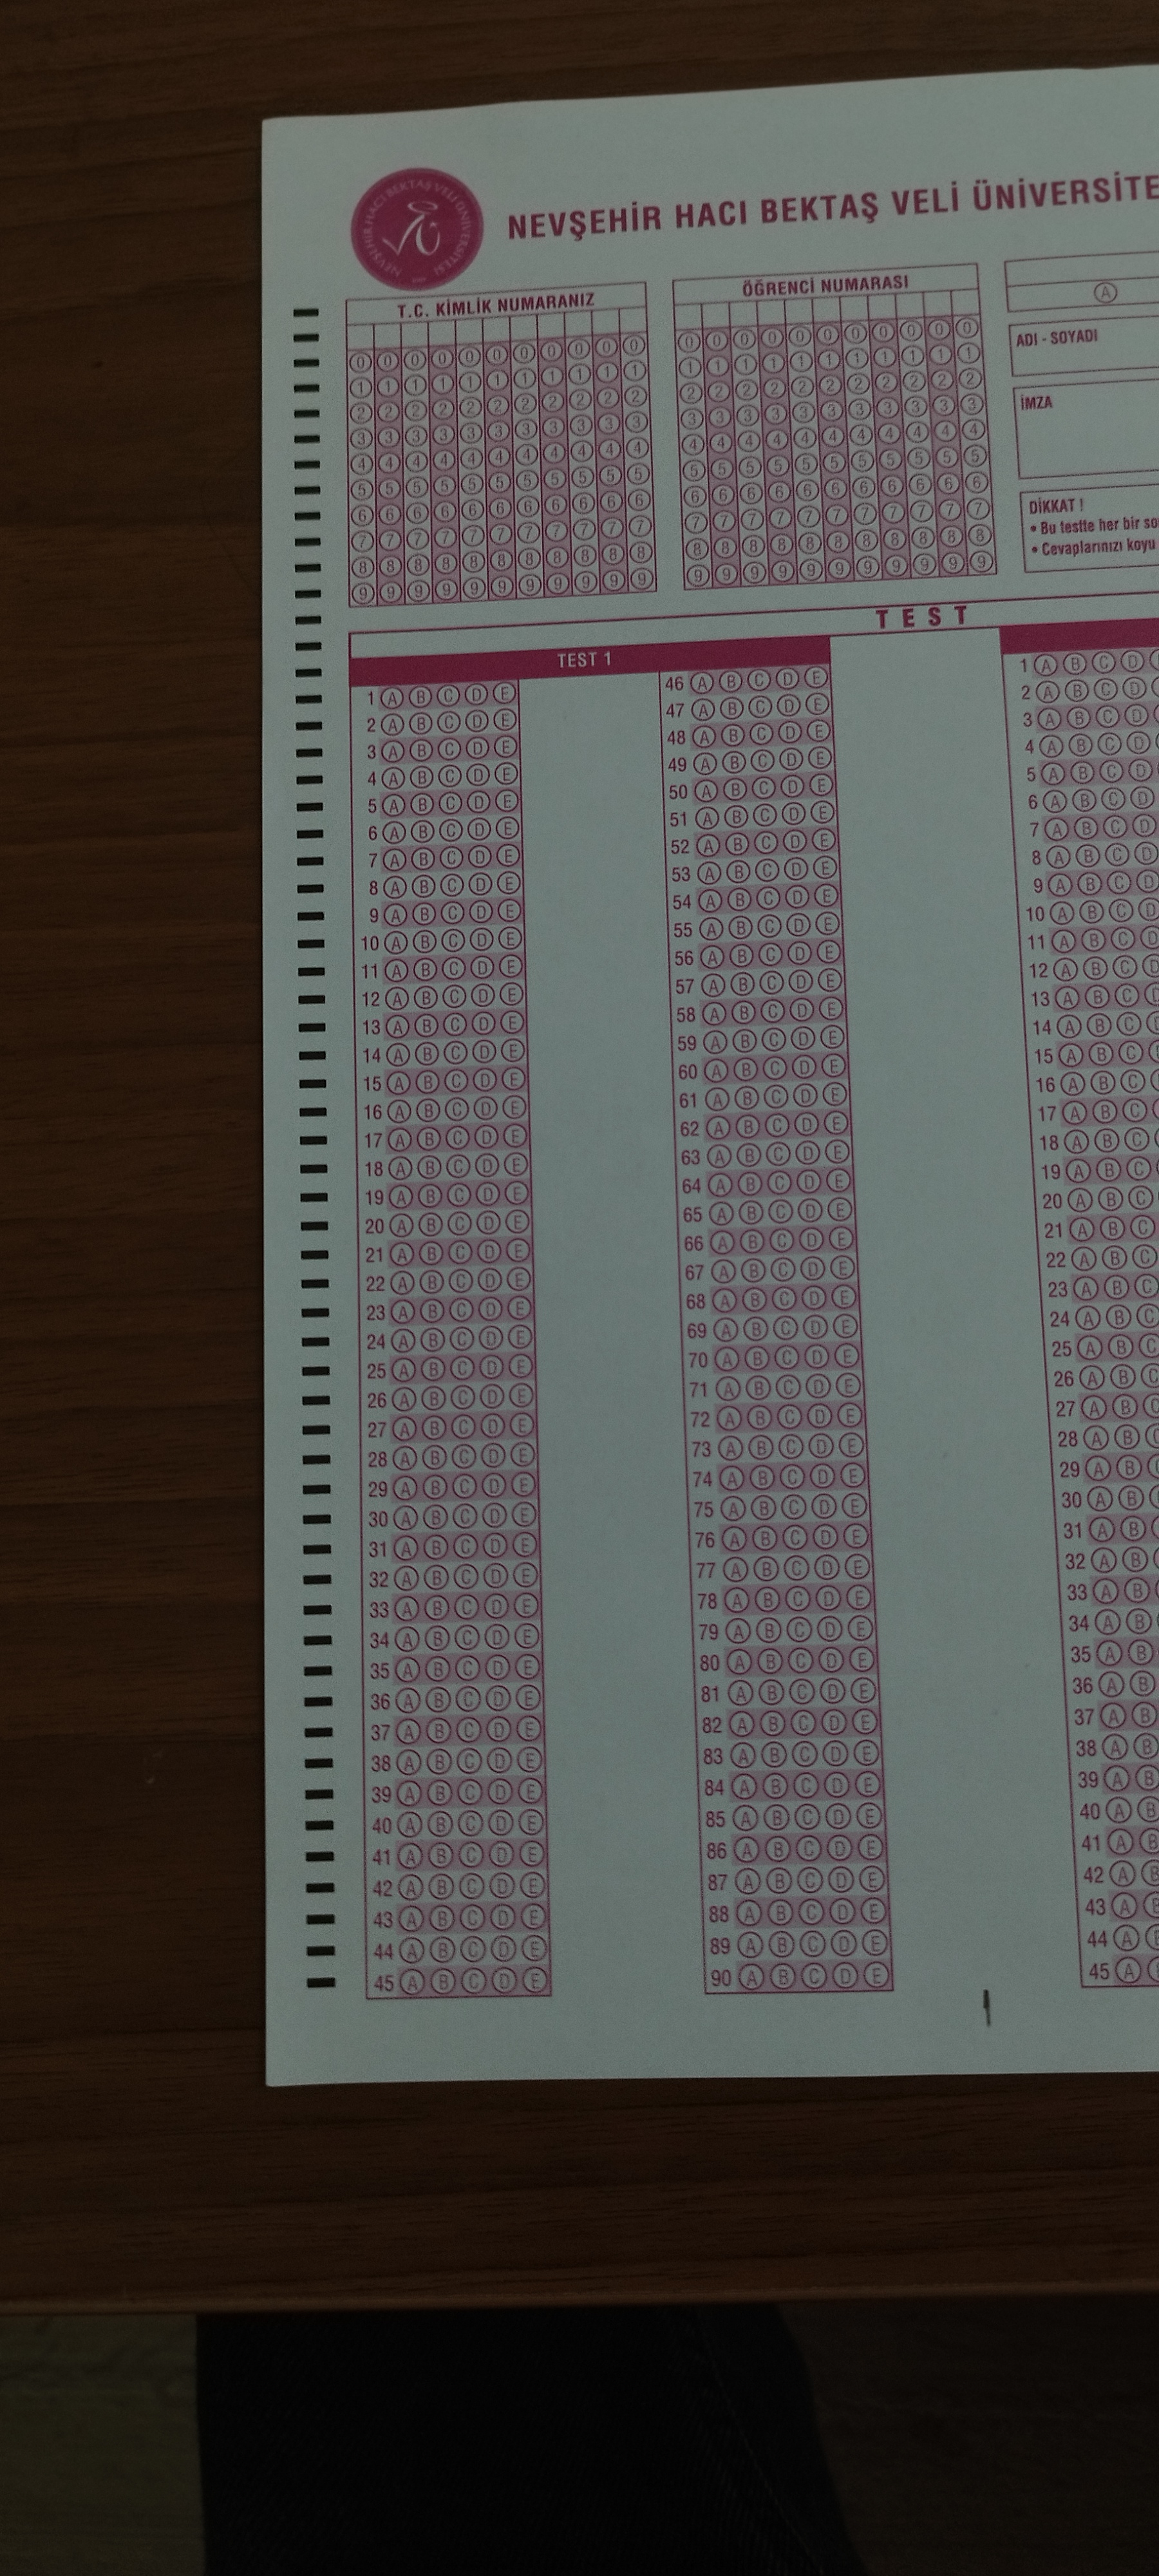 NEVŞEHİR HACI BEKTAŞ VELİ ÜNİVERSİTESİ
NEVŞEHİR HACI BEKTAŞ VELİ ÜNİVERSİTE
T.C. KİMLİK NUMARANIZ
0 0 0 0 0 0 0 0 0 0 0
1 1 1 1 1 1 1 1 1 1 1
2 2 2 2 2 2 2 2 2 2 2
3 3 3 3 3 3 3 3 3 3 3
4 4 4 4 4 4 4 4 4 4 4
5 5 5 5 5 5 5 5 5 5 5
6 6 6 6 6 6 6 6 6 6 6
7 7 7 7 7 7 7 7 7 7 7
8 8 8 8 8 8 8 8 8 8 8
9 9 9 9 9 9 9 9 9 9 9
ÖĞRENCİ NUMARASI
0 0 0 0 0 0 0 0 0 0 0
1 1 1 1 1 1 1 1 1 1 1
2 2 2 2 2 2 2 2 2 2 2
3 3 3 3 3 3 3 3 3 3 3
4 4 4 4 4 4 4 4 4 4 4
5 5 5 5 5 5 5 5 5 5 5
6 6 6 6 6 6 6 6 6 6 6
7 7 7 7 7 7 7 7 7 7 7
8 8 8 8 8 8 8 8 8 8 8
9 9 9 9 9 9 9 9 9 9 9
A
ADI - SOYADI
İMZA
DİKKAT !
• Bu testte her bir so
• Cevaplarınızı koyu
TEST
TEST 1
1 A B C D E
2 A B C D E
3 A B C D E
4 A B C D E
5 A B C D E
6 A B C D E
7 A B C D E
8 A B C D E
9 A B C D E
10 A B C D E
11 A B C D E
12 A B C D E
13 A B C D E
14 A B C D E
15 A B C D E
16 A B C D E
17 A B C D E
18 A B C D E
19 A B C D E
20 A B C D E
21 A B C D E
22 A B C D E
23 A B C D E
24 A B C D E
25 A B C D E
26 A B C D E
27 A B C D E
28 A B C D E
29 A B C D E
30 A B C D E
31 A B C D E
32 A B C D E
33 A B C D E
34 A B C D E
35 A B C D E
36 A B C D E
37 A B C D E
38 A B C D E
39 A B C D E
40 A B C D E
41 A B C D E
42 A B C D E
43 A B C D E
44 A B C D E
45 A B C D E
46 A B C D E
47 A B C D E
48 A B C D E
49 A B C D E
50 A B C D E
51 A B C D E
52 A B C D E
53 A B C D E
54 A B C D E
55 A B C D E
56 A B C D E
57 A B C D E
58 A B C D E
59 A B C D E
60 A B C D E
61 A B C D E
62 A B C D E
63 A B C D E
64 A B C D E
65 A B C D E
66 A B C D E
67 A B C D E
68 A B C D E
69 A B C D E
70 A B C D E
71 A B C D E
72 A B C D E
73 A B C D E
74 A B C D E
75 A B C D E
76 A B C D E
77 A B C D E
78 A B C D E
79 A B C D E
80 A B C D E
81 A B C D E
82 A B C D E
83 A B C D E
84 A B C D E
85 A B C D E
86 A B C D E
87 A B C D E
88 A B C D E
89 A B C D E
90 A B C D E
1 A B C D
2 A B C D
3 A B C D
4 A B C D
5 A B C D
6 A B C D
7 A B C D
8 A B C D
9 A B C D
10 A B C D
11 A B C D
12 A B C D
13 A B C
14 A B C
15 A B C
16 A B C
17 A B C
18 A B C
19 A B C
20 A B C
21 A B C
22 A B C
23 A B C
24 A B C
25 A B C
26 A B C
27 A B C
28 A B
29 A B
30 A B
31 A B
32 A B
33 A B
34 A B
35 A B
36 A B
37 A B
38 A B
39 A B
40 A B
41 A B
42 A B
43 A
44 A
45 A